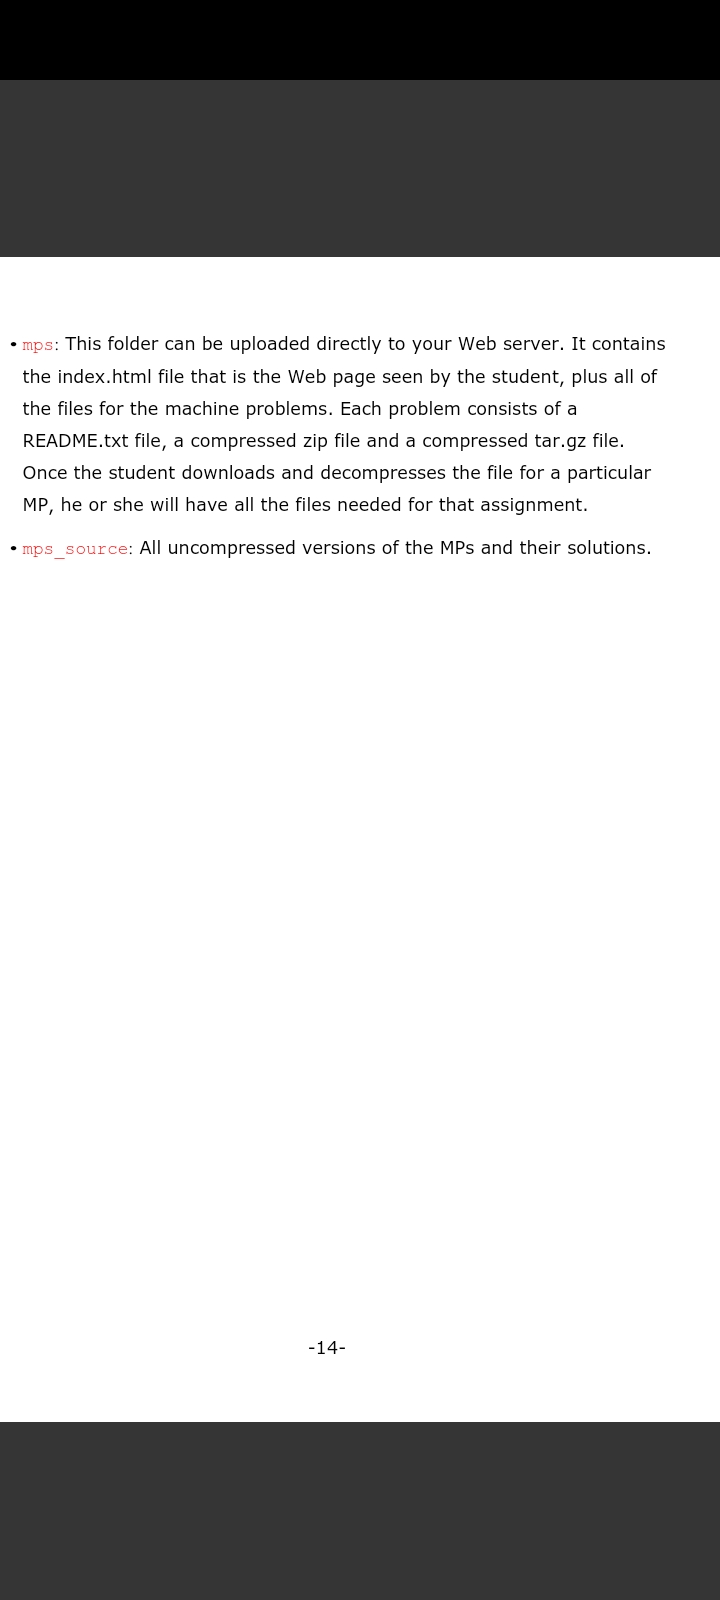 • mps: This folder can be uploaded directly to your Web server. It contains
the index.html file that is the Web page seen by the student, plus all of
the files for the machine problems. Each problem consists of a
README.txt file, a compressed zip file and a compressed tar.gz file.
Once the student downloads and decompresses the file for a particular
MP, he or she will have all the files needed for that assignment.
• mps_source: All uncompressed versions of the MPs and their solutions.
-14-